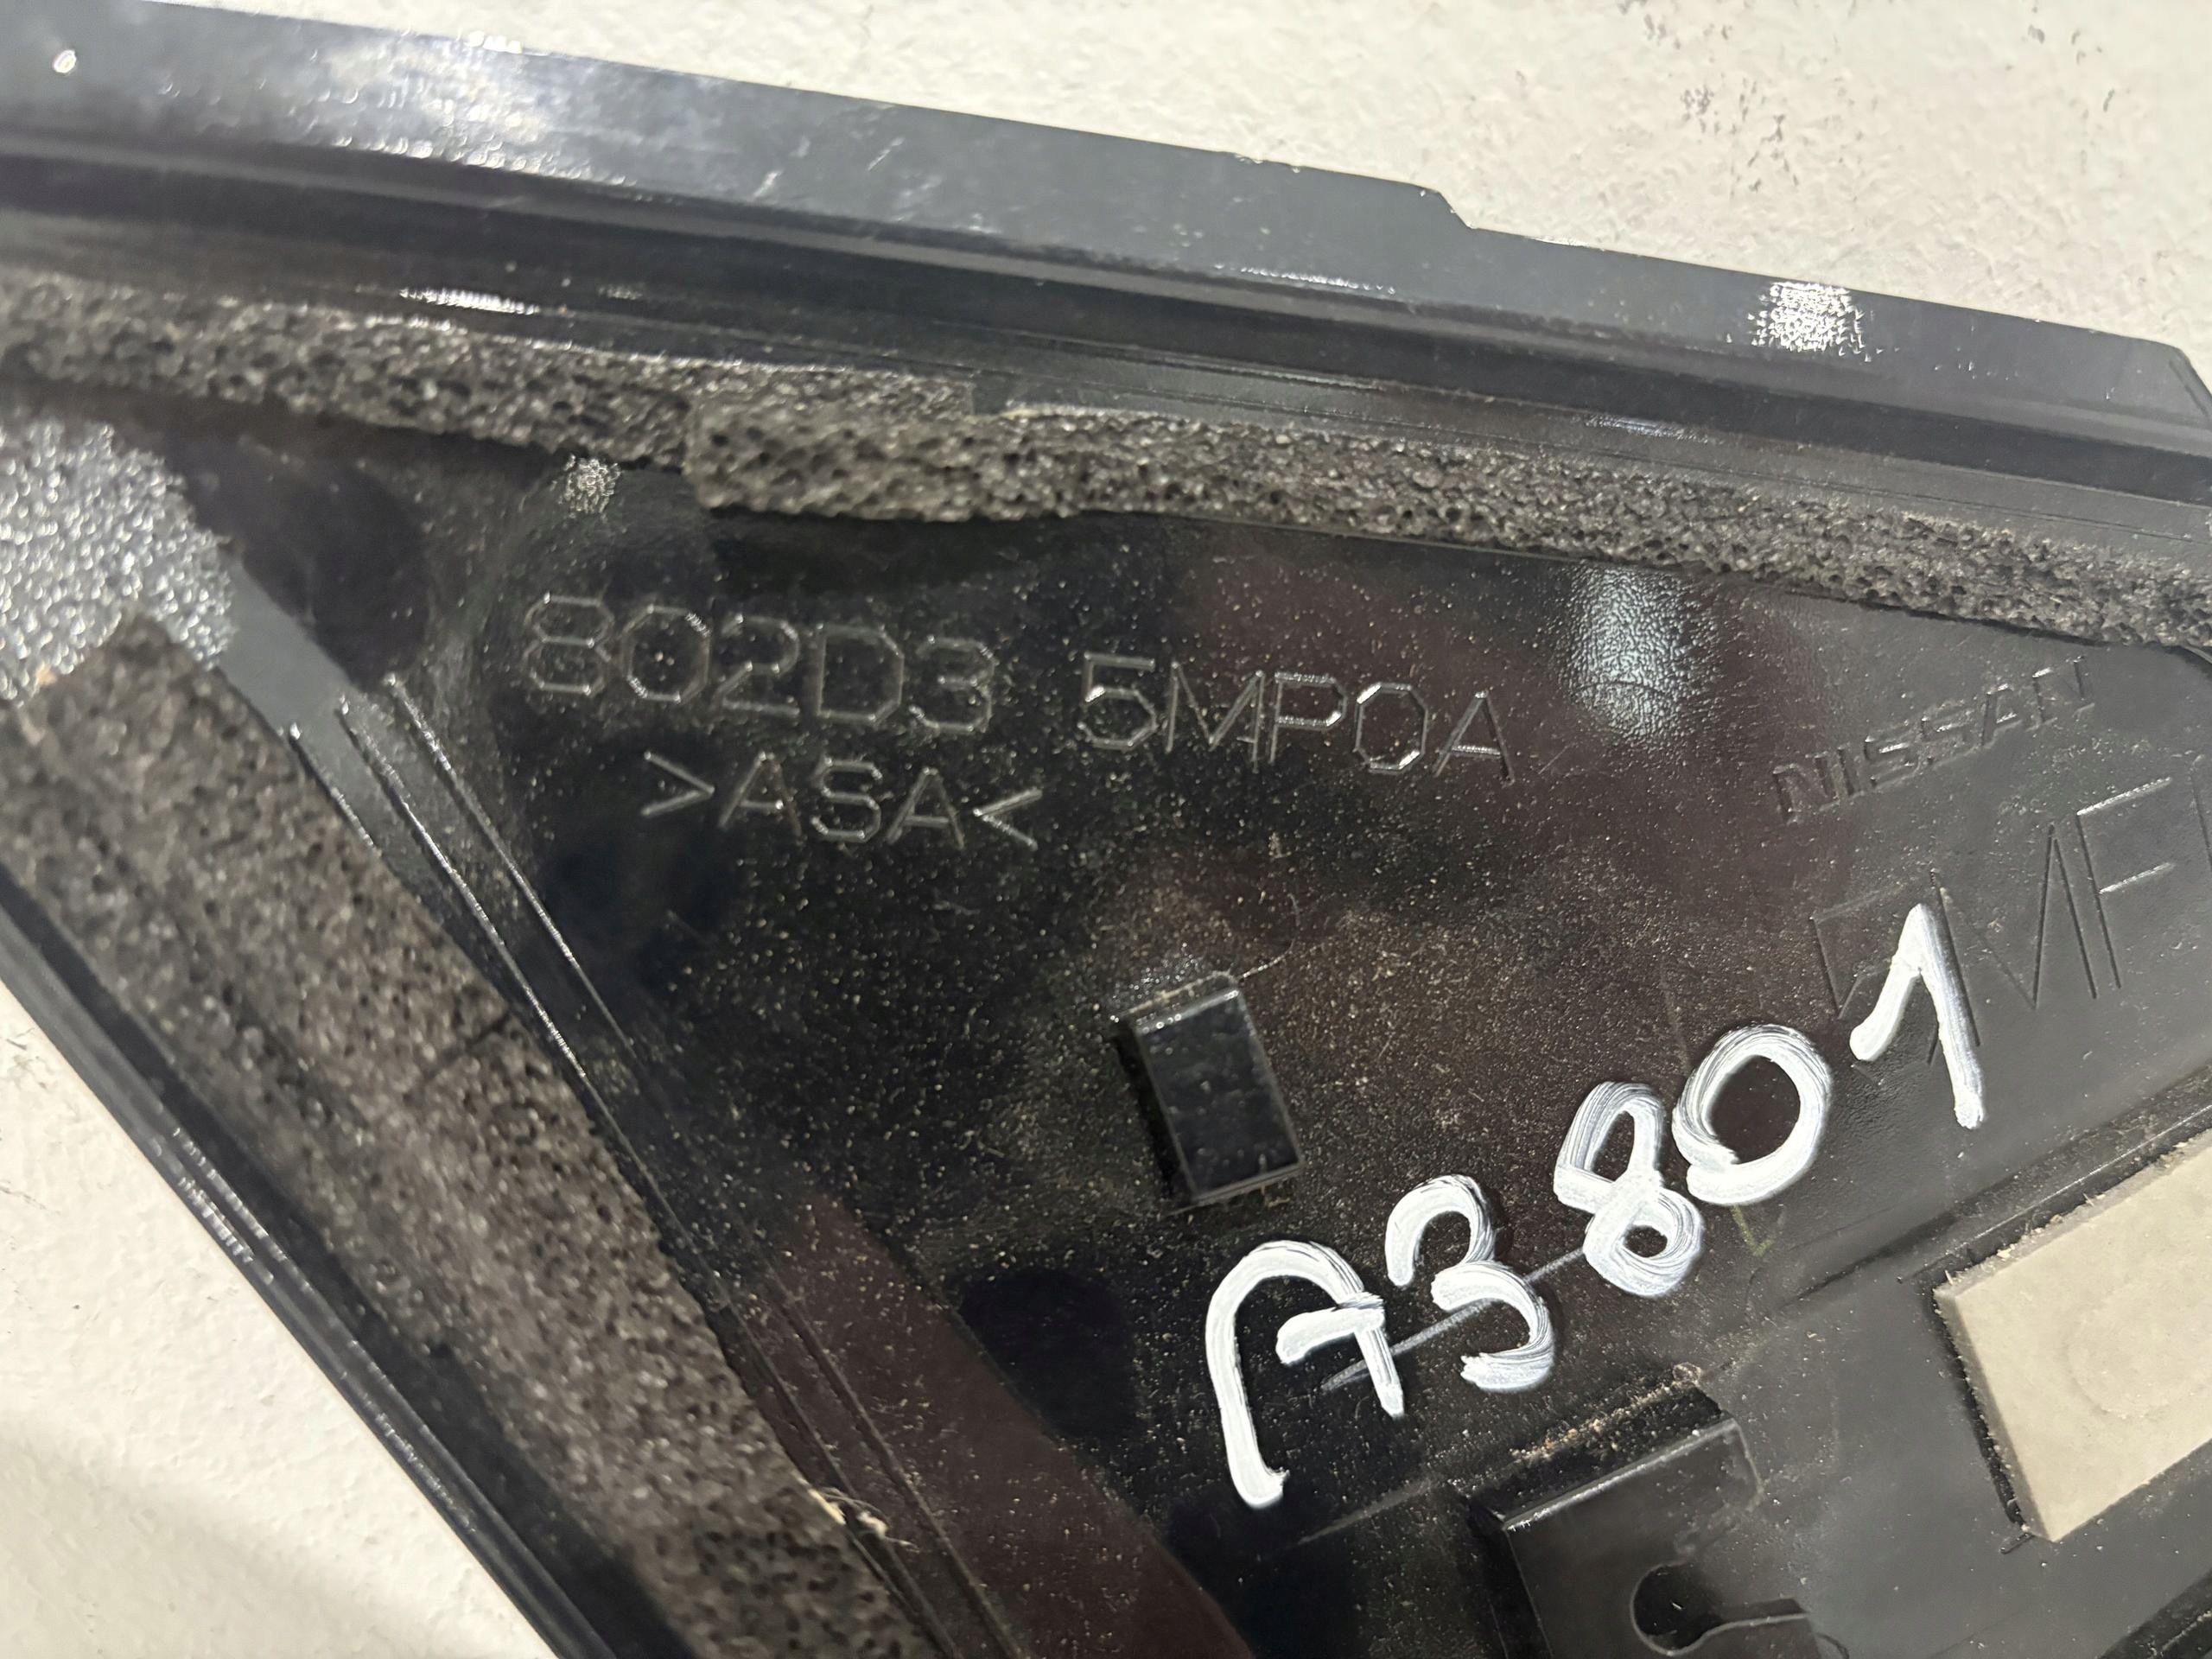 802D3 5MP0A
>ASA<
NISSAN
A3801